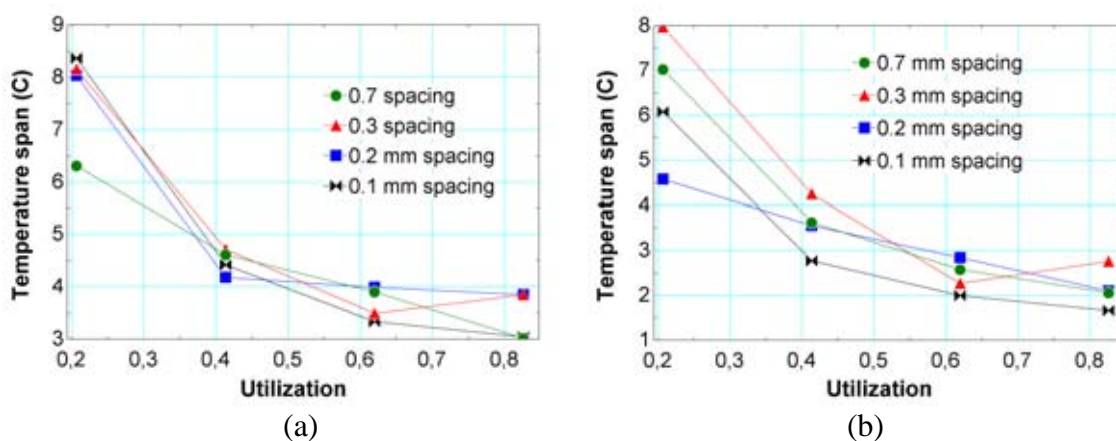 9
8
7
6
5
4
3
Temperature span (C)
0.7 spacing
0.3 spacing
0.2 mm spacing
0.1 mm spacing
0,2 0,3 0,4 0,5 0,6 0,7 0,8
Utilization
(a)
8
7
6
5
4
3
2
1
Temperature span (C)
0.7 mm spacing
0.3 mm spacing
0.2 mm spacing
0.1 mm spacing
0,2 0,3 0,4 0,5 0,6 0,7 0,8
Utilization
(b)